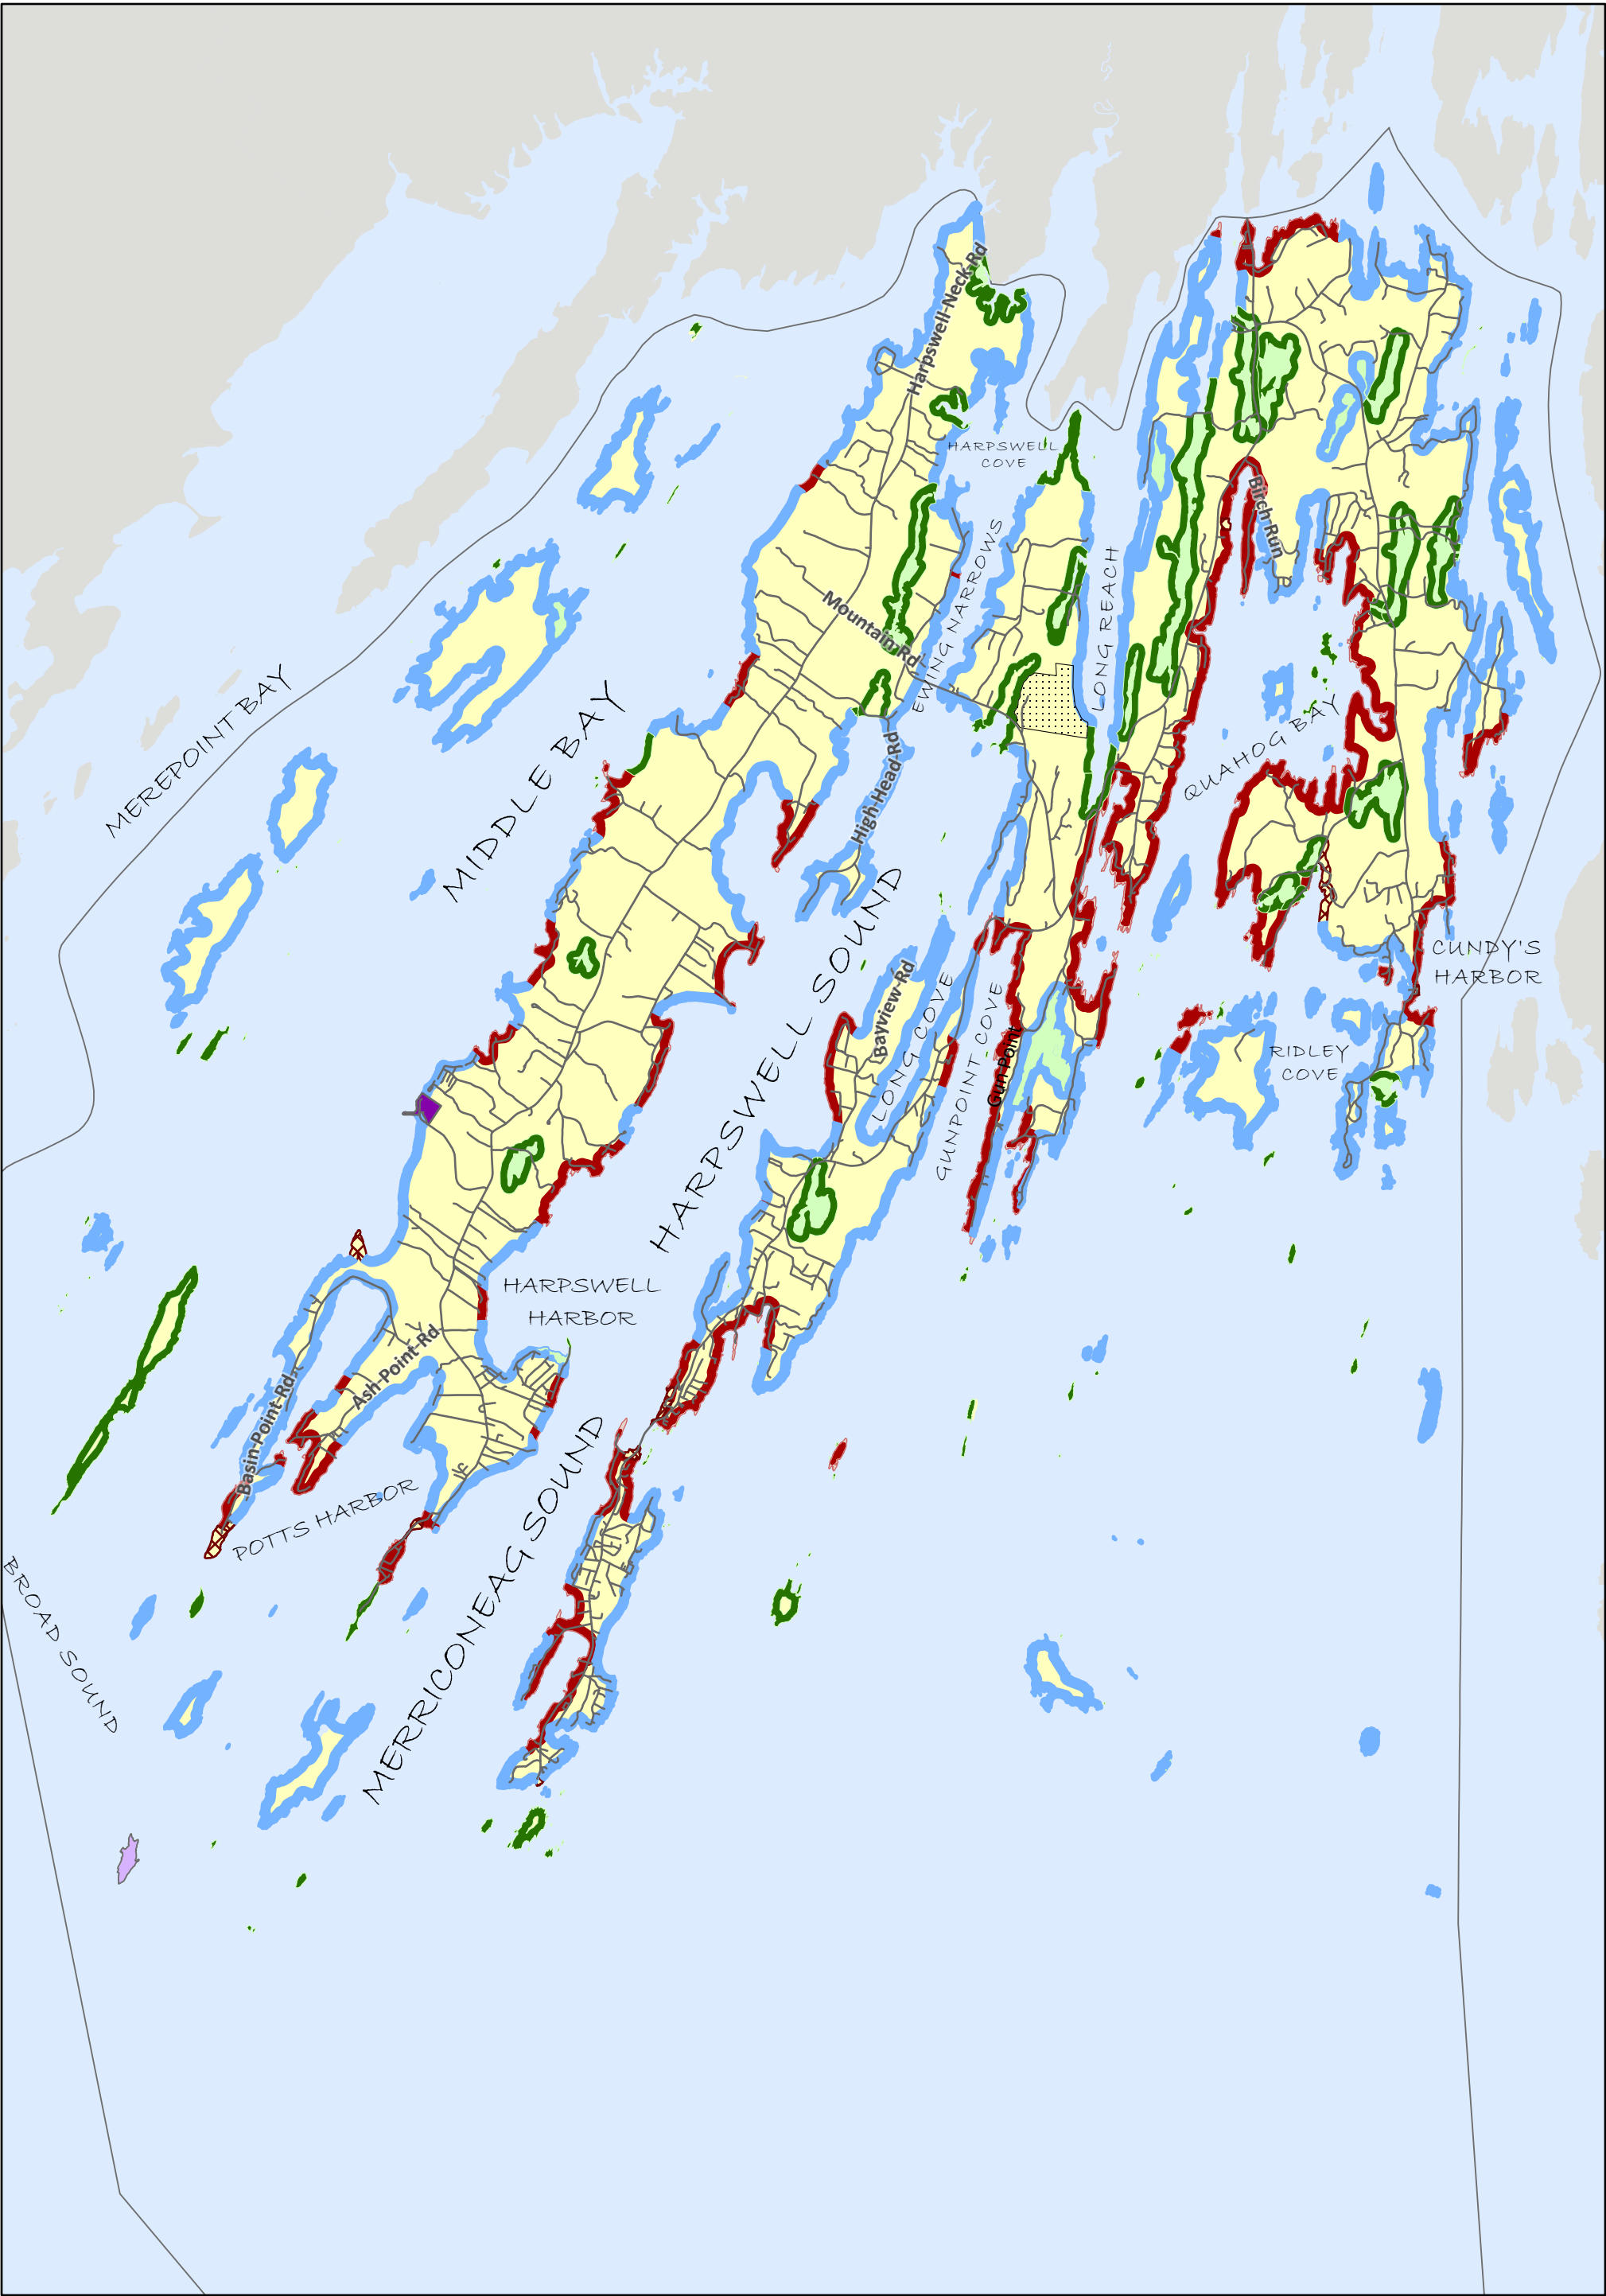 Harpswell-Neck-Rd
HARPSWELL
COVE
Birch Run
EWING NARROWS
LONG REACH
Mountain Rd
MEREPOINT BAY
MIDDLE BAY
QUAHOG BAY
High-Head-Rd
HARPSWELL SOUND
CUNDY'S
HARBOR
Bayview-Rd
LONG COVE
GUNPOINT COVE
Gun Point
RIDLEY
COVE
HARPSWELL
HARBOR
Ash-Point-Rd
Basin-Point-Rd
POTTS HARBOR
MERRICONEAG SOUND
BROAD SOUND